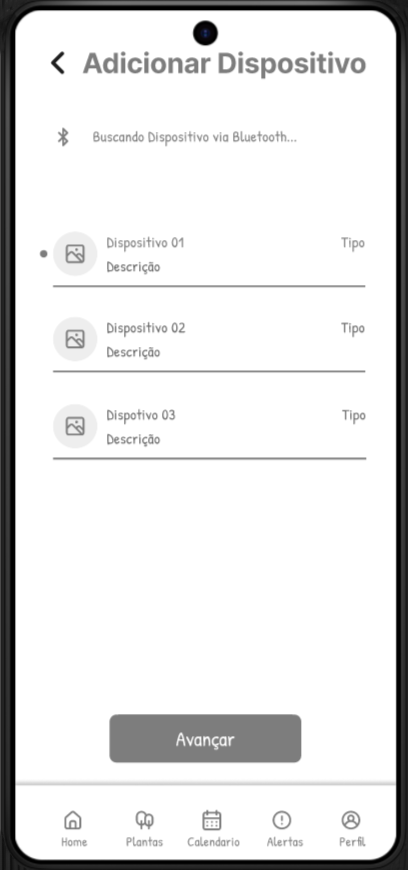 Adicionar Dispositivo
Buscando Dispositivo via Bluetooth...
Dispositivo 01 Tipo
Descrição
Dispositivo 02 Tipo
Descrição
Dispotivo 03 Tipo
Descrição
Avançar
Home Plantas Calendario Alertas Perfil